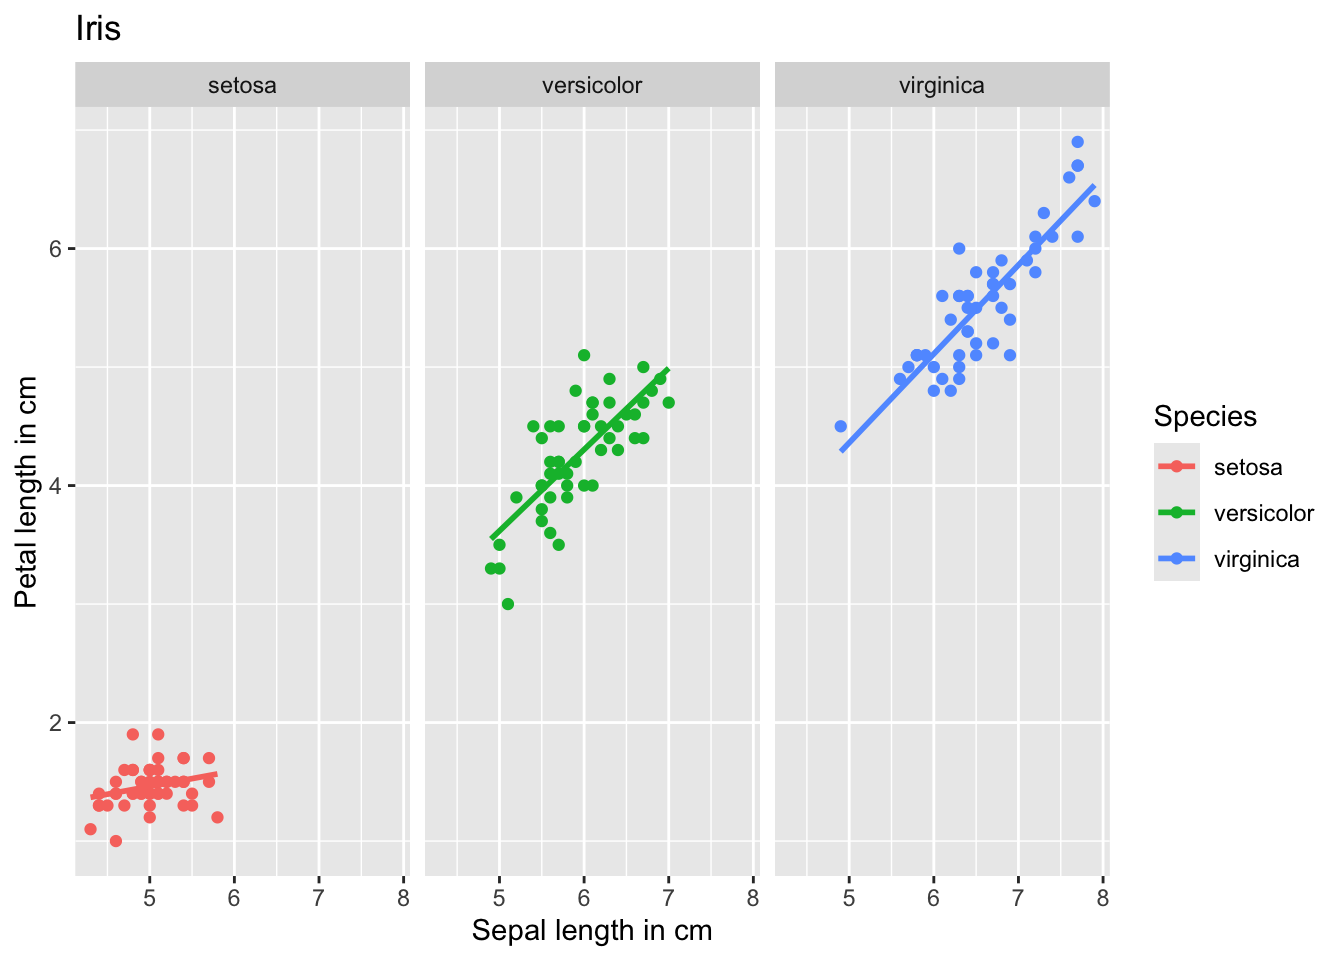 Iris
setosa
versicolor
virginica
6
4
2
Petal length in cm
5 6 7 8
5 6 7 8
5 6 7 8
Sepal length in cm
Species
setosa
versicolor
virginica